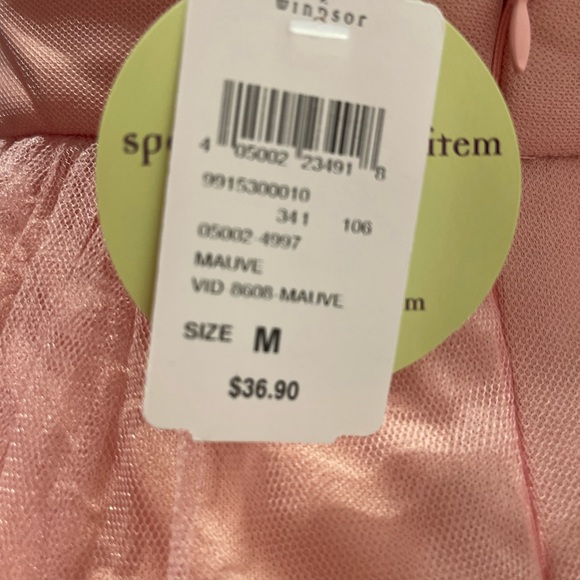 windsor
sp item
4 05002 23491 8
9915300010
341 106
05002-4997
MAUVE
VID-8608-MAUVE
m
SIZE M
$36.90